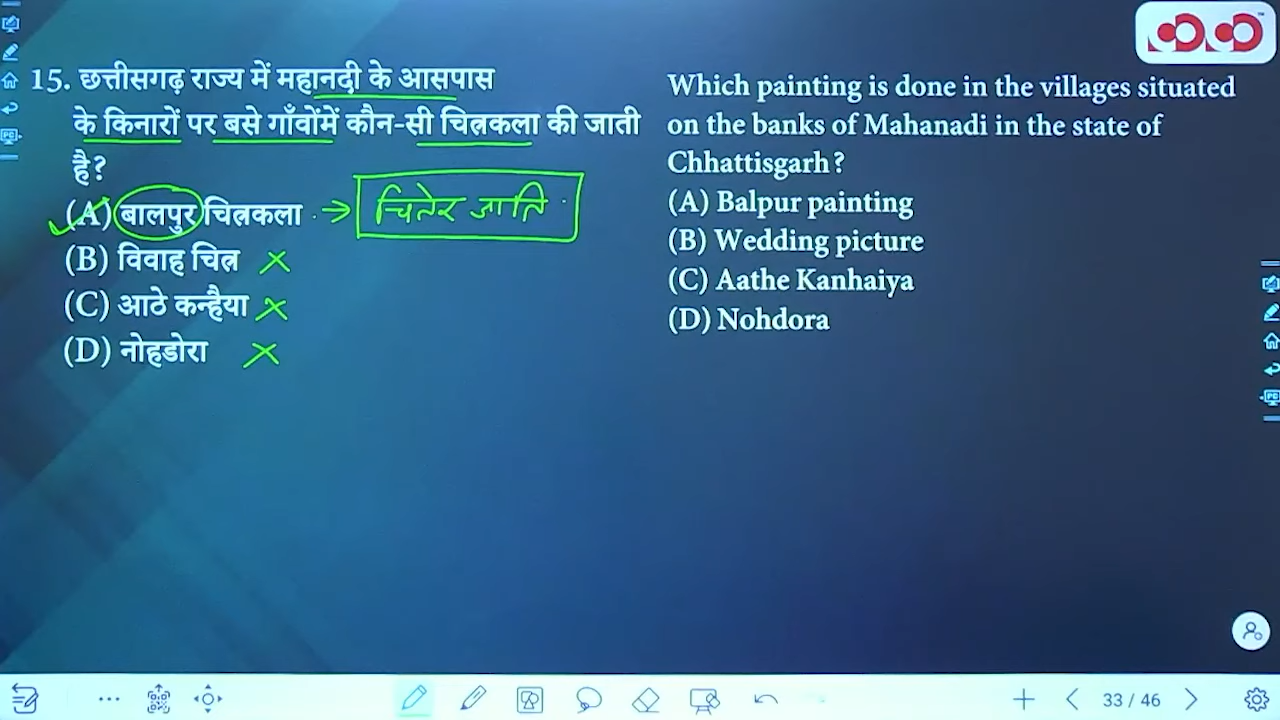 15. छत्तीसगढ़ राज्य में महानदी के आसपास
के किनारों पर बसे गाँवोंमें कौन-सी चित्रकला की जाती
है?
(A) बालपुर चित्रकला → चितेर जाति
(B) विवाह चित्र
(C) आठे कन्हैया
(D) नोहडोरा
Which painting is done in the villages situated
on the banks of Mahanadi in the state of
Chhattisgarh?
(A) Balpur painting
(B) Wedding picture
(C) Aathe Kanhaiya
(D) Nohdora
33 / 46